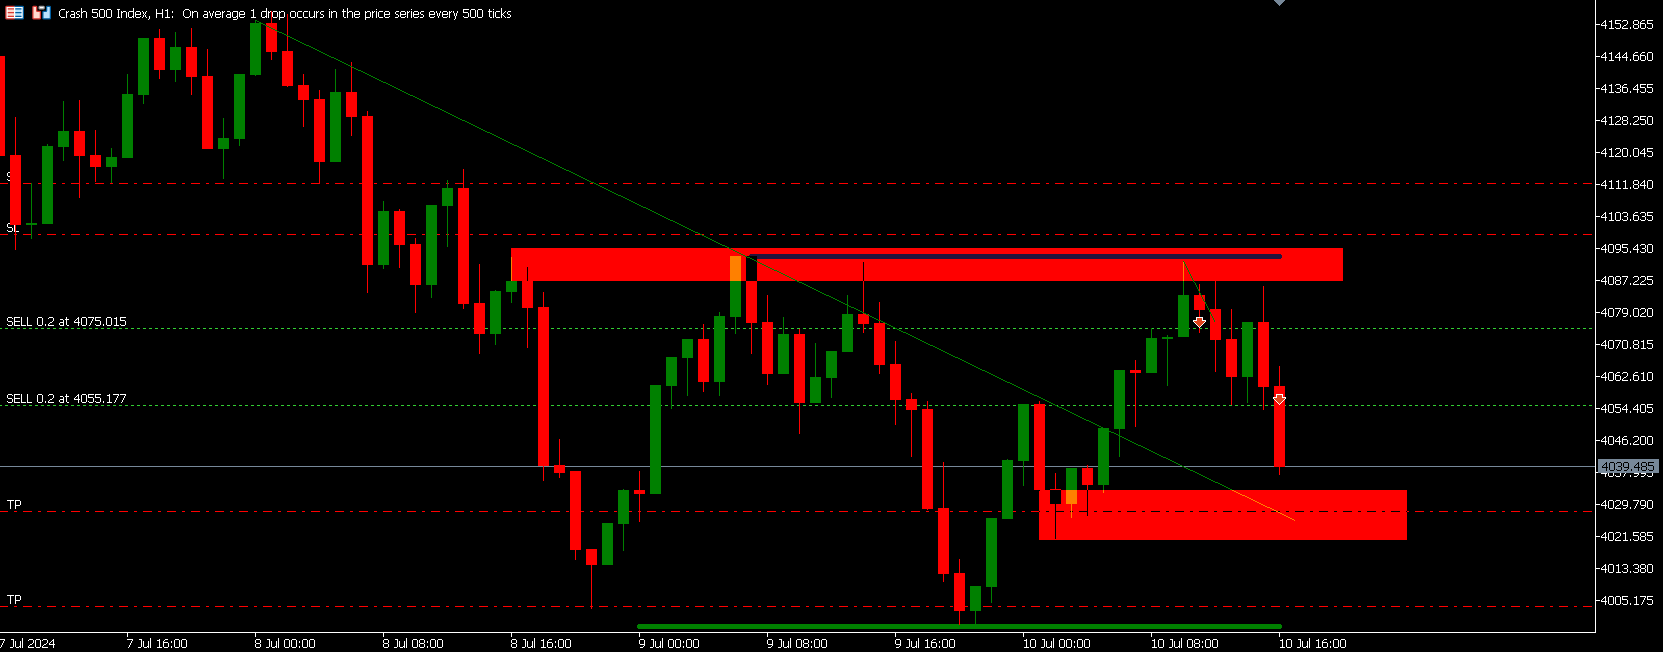 Crash 500 Index, H1: On average 1 drop occurs in the price series every 500 ticks
4152.865
4144.660
4136.455
4128.250
4120.045
4111.840
SL
4103.635
4095.430
4087.225
SELL 0.2 at 4075.015
4079.020
4070.815
4062.610
SELL 0.2 at 4055.177
4054.405
4046.200
4039.485
TP
4029.790
4021.585
4013.380
TP
4005.175
7 Jul 2024 7 Jul 16:00 8 Jul 00:00 8 Jul 08:00 8 Jul 16:00 9 Jul 00:00 9 Jul 08:00 9 Jul 16:00 10 Jul 00:00 10 Jul 08:00 10 Jul 16:00